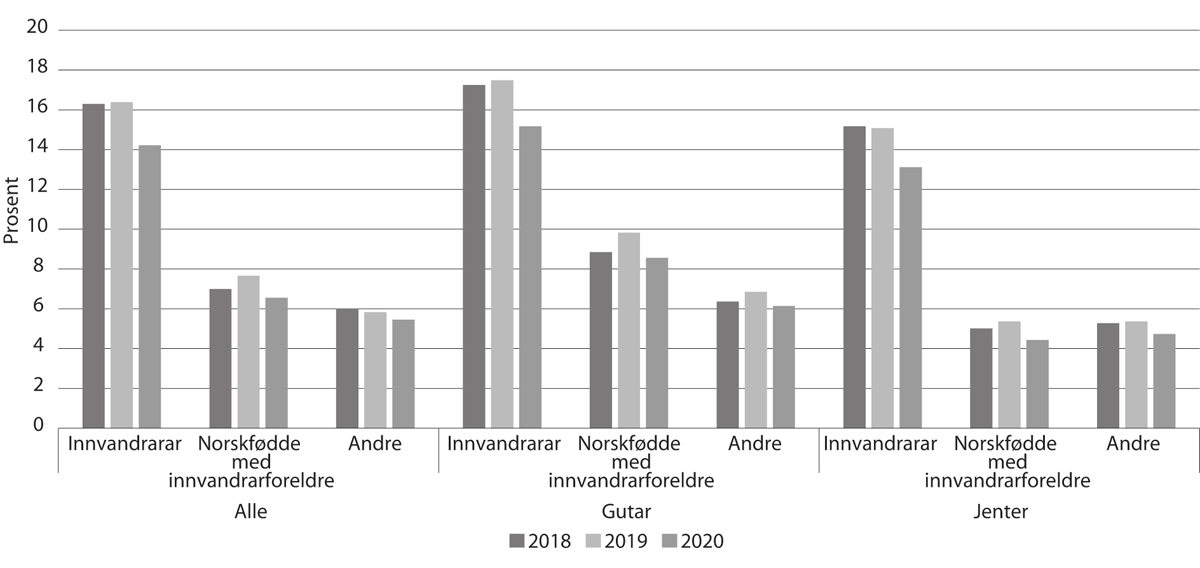 20
18
16
14
12
10
8
6
4
2
0
Prosent
Innvandrarar Norskfødde med innvandrarforeldre Andre Innvandrarar Norskfødde med innvandrarforeldre Andre Innvandrarar Norskfødde med innvandrarforeldre Andre
Alle Gutar Jenter
2018 2019 2020